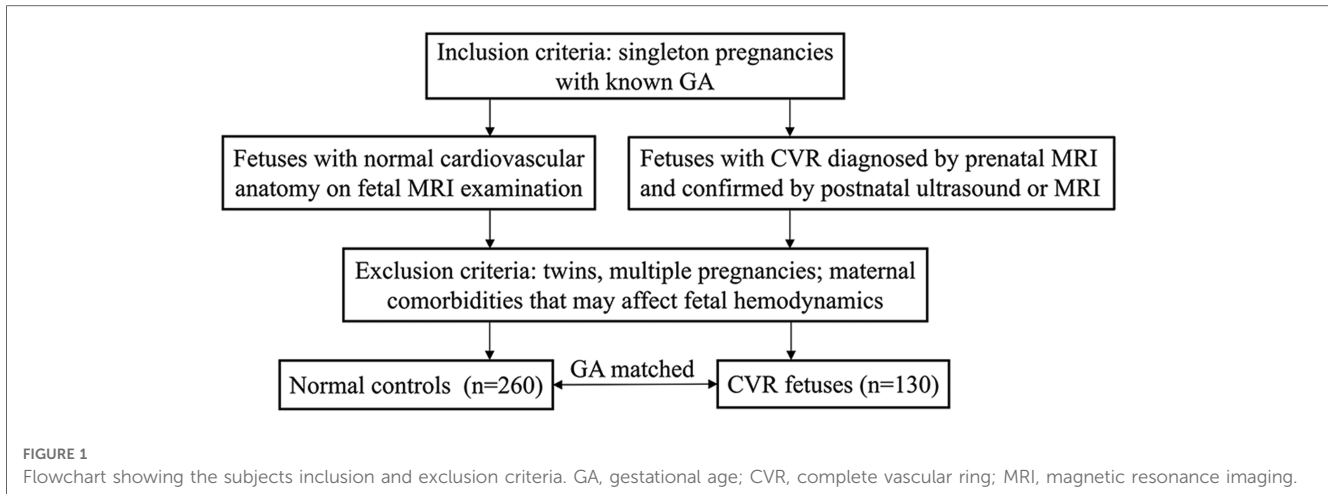 Inclusion criteria: singleton pregnancies
with known GA
Fetuses with normal cardiovascular
anatomy on fetal MRI examination
Fetuses with CVR diagnosed by prenatal MRI
and confirmed by postnatal ultrasound or MRI
Exclusion criteria: twins, multiple pregnancies; maternal
comorbidities that may affect fetal hemodynamics
Normal controls (n=260)
GA matched
CVR fetuses (n=130)
FIGURE 1
Flowchart showing the subjects inclusion and exclusion criteria. GA, gestational age; CVR, complete vascular ring; MRI, magnetic resonance imaging.